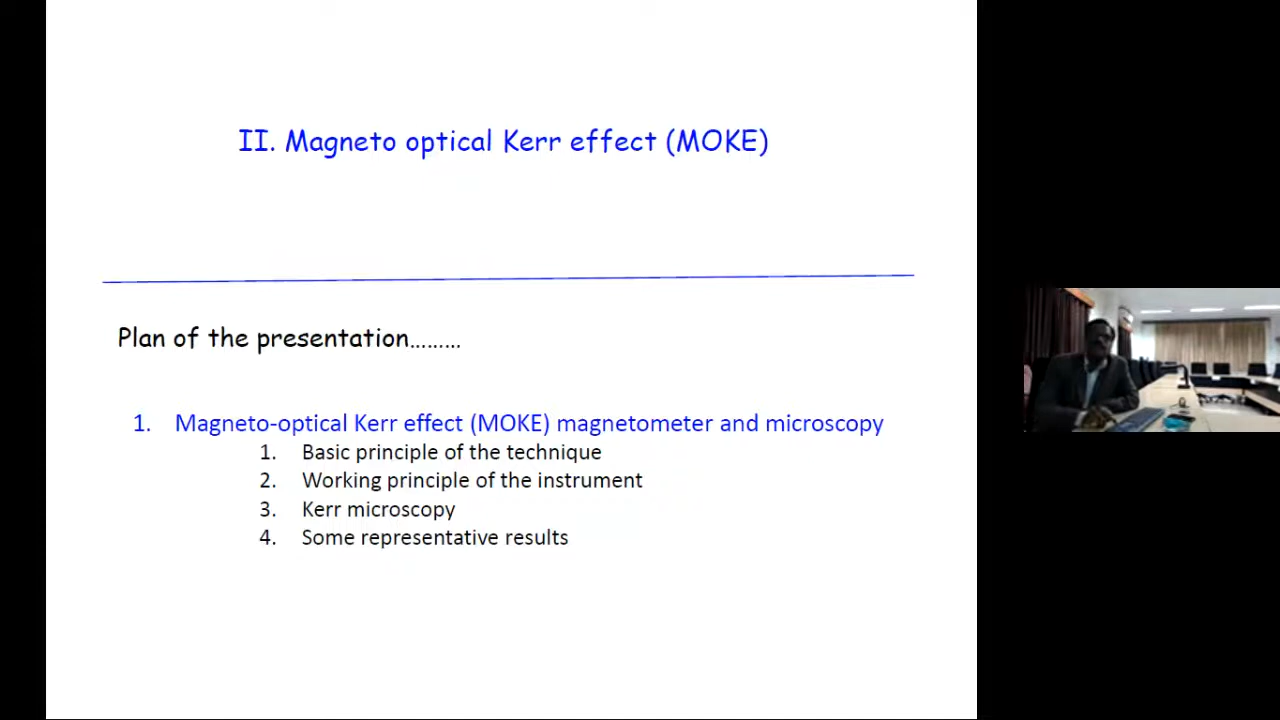 II. Magneto optical Kerr effect (MOKE)
Plan of the presentation.........
1. Magneto-optical Kerr effect (MOKE) magnetometer and microscopy
1. Basic principle of the technique
2. Working principle of the instrument
3. Kerr microscopy
4. Some representative results